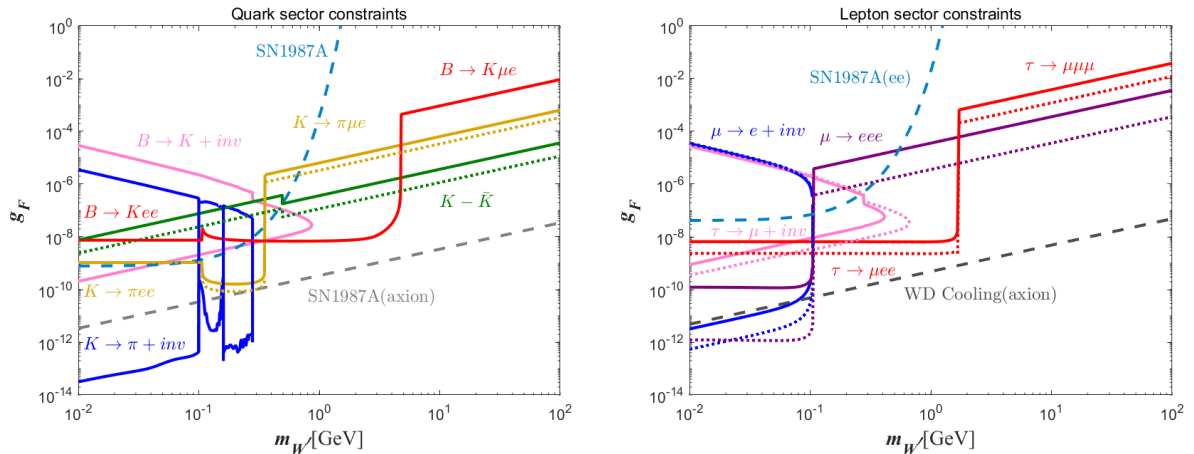 Quark sector constraints
10^0
10^-2
10^-4
10^-6
10^-8
10^-10
10^-12
10^-14
g_F
SN1987A
B → Kμe
B → K + inv
K → πμe
K − K̄
B → Kee
K → πee
SN1987A(axion)
K → π + inv
10^-2
10^-1
10^0
10^1
10^2
m_W'[GeV]
Lepton sector constraints
10^0
10^-2
10^-4
10^-6
10^-8
10^-10
10^-12
10^-14
g_F
τ → μμμ
SN1987A(ee)
μ → e + inv
μ → eee
τ → μ + inv
τ → μee
WD Cooling(axion)
10^-2
10^-1
10^0
10^1
10^2
m_W'[GeV]